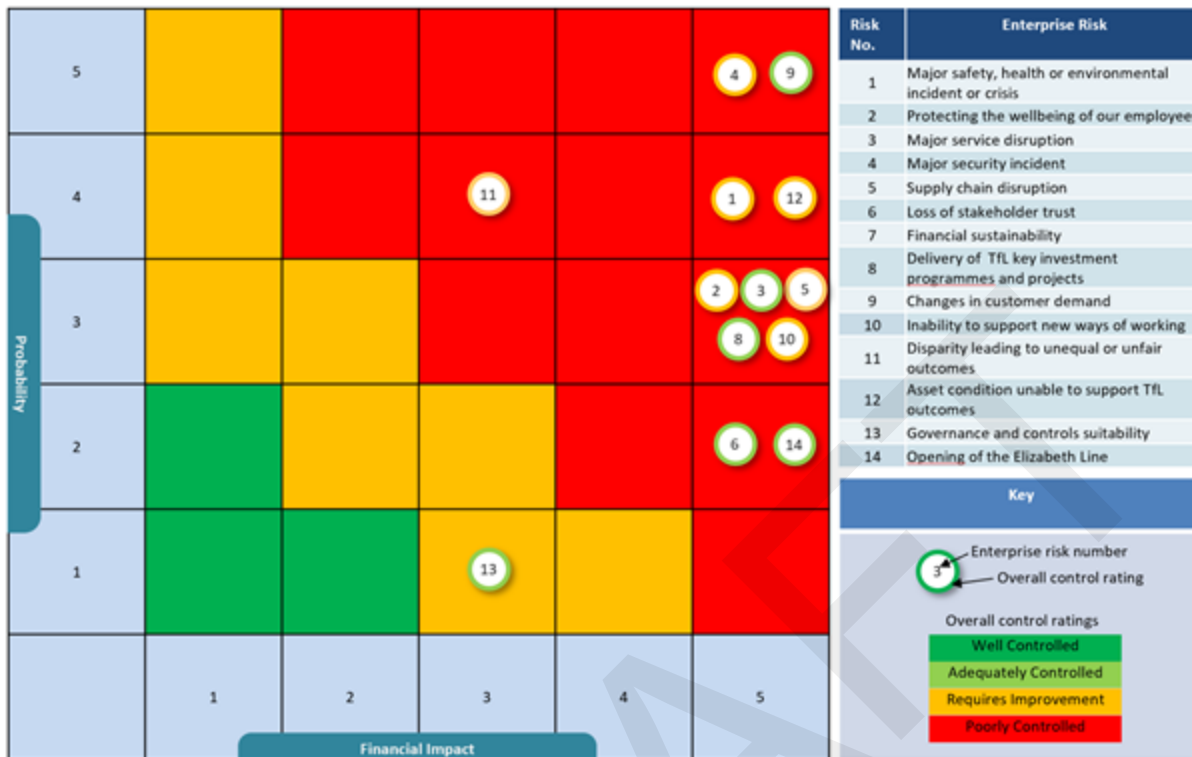 5
4
9
4
11
1
12
3
2
3
5
8
10
2
6
14
1
13
1
2
3
4
5
Probability
Financial Impact
Risk No.
Enterprise Risk
1
Major safety, health or environmental
incident or crisis
2
Protecting the wellbeing of our employee
3
Major service disruption
4
Major security incident
5
Supply chain disruption
6
Loss of stakeholder trust
7
Financial sustainability
8
Delivery of TfL key investment
programmes and projects
9
Changes in customer demand
10
Inability to support new ways of working
11
Disparity leading to unequal or unfair
outcomes
12
Asset condition unable to support TfL
outcomes
13
Governance and controls suitability
14
Opening of the Elizabeth Line
Key
3
Enterprise risk number
Overall control rating
Overall control ratings
Well Controlled
Adequately Controlled
Requires Improvement
Poorly Controlled